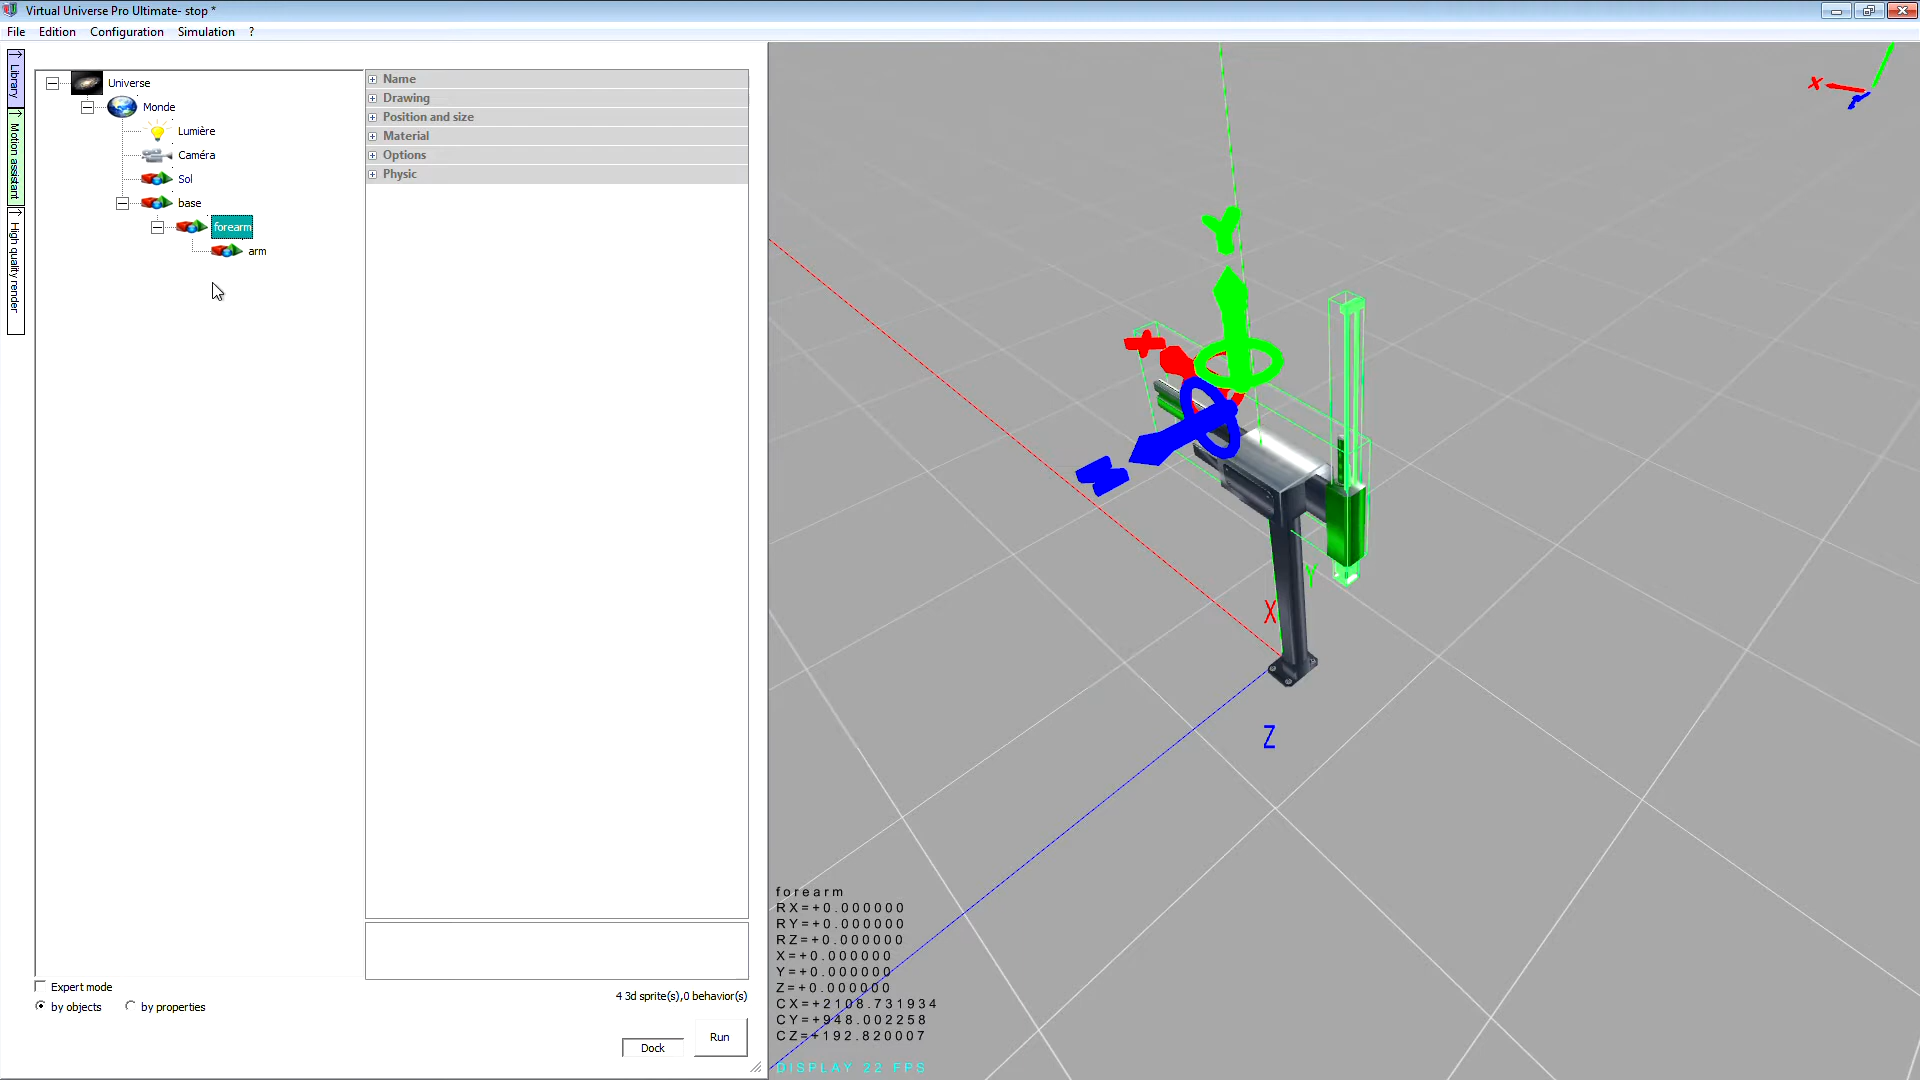 Virtual Universe Pro Ultimate- stop *
File Edition Configuration Simulation ?
Library
Motion assistant
High quality render
Universe
Monde
Lumière
Caméra
Sol
base
forearm
arm
Name
Drawing
Position and size
Material
Options
Physic
Expert mode
by objects by properties
4 3d sprite(s),0 behavior(s)
Dock
Run
X
Y
X
Z
Y
X
Z
forearm
RX=+0.000000
RY=+0.000000
RZ=+0.000000
X=+0.000000
Y=+0.000000
Z=+0.000000
CX=+2108.731934
CY=+948.002258
CZ=+192.820007
DISPLAY 22 FPS